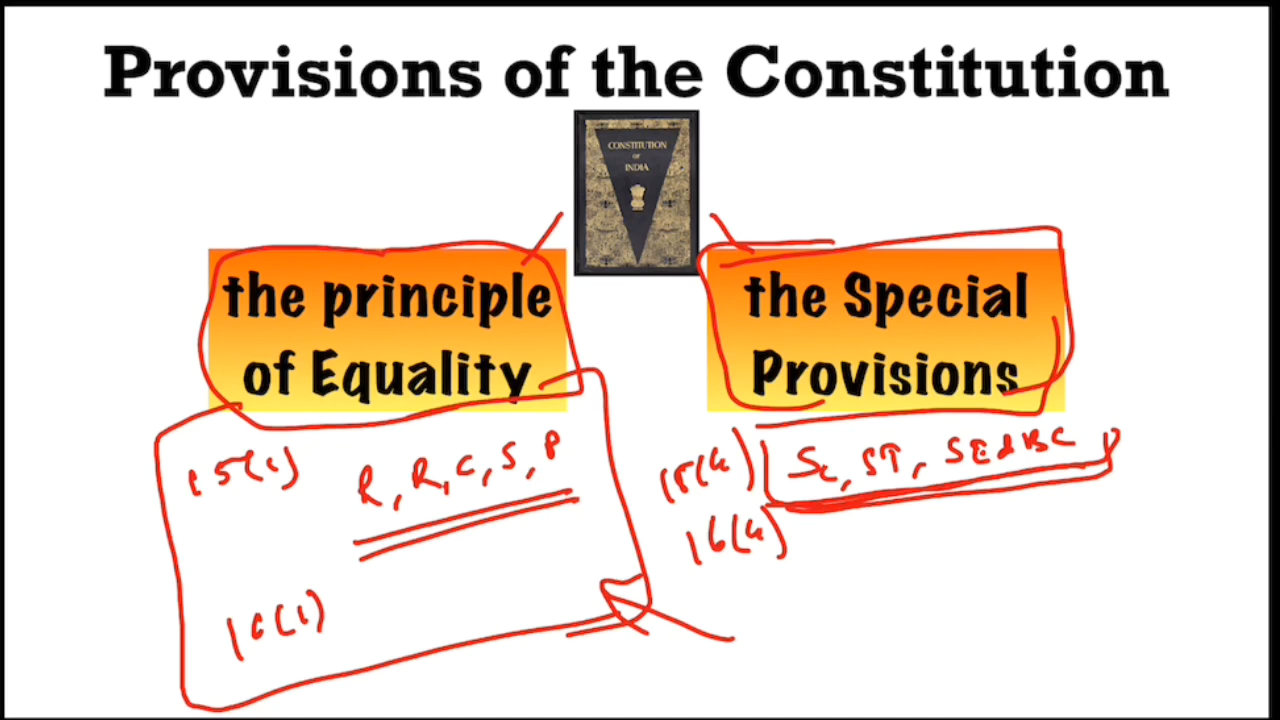 Provisions of the Constitution
CONSTITUTION
OF
INDIA
the principle
of Equality
the Special
Provisions
15(1)
R, R, C, S, P
16(1)
15(4) Sc, ST, SEdBC
16(4)